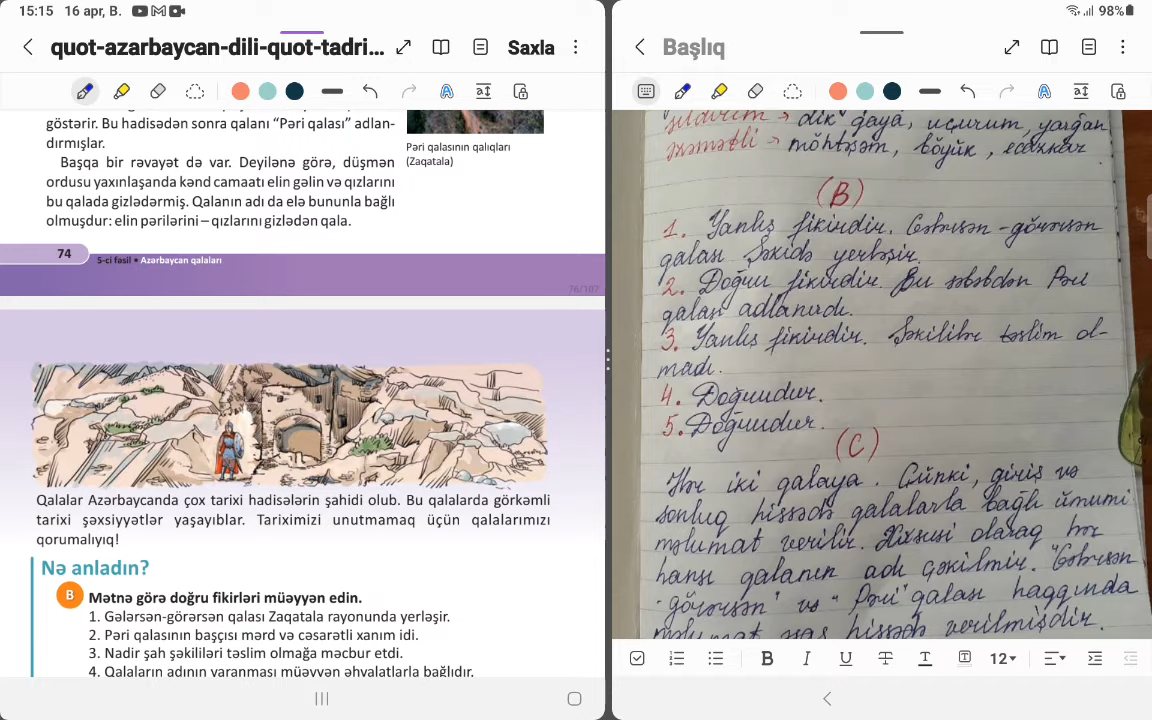 15:15 16 apr, B. 98%
quot-azarbaycan-dili-quot-tadri... Saxla
göstərir. Bu hadisədən sonra qalanı “Pəri qalası” adlan-
dırmışlar.
Başqa bir rəvayət də var. Deyilənə görə, düşmən
ordusu yaxınlaşanda kənd camaatı elin gəlin və qızlarını
bu qalada gizlədərmiş. Qalanın adı da elə bununla bağlı
olmuşdur: elin pərilərini – qızlarını gizlədən qala.
Pəri qalasının qalıqları
(Zaqatala)
74
5-ci fəsil • Azərbaycan qalaları
76/107
Qalalar Azərbaycanda çox tarixi hadisələrin şahidi olub. Bu qalalarda görkəmli
tarixi şəxsiyyətlər yaşayıblar. Tariximizi unutmamaq üçün qalalarımızı
qorumalıyıq!
Nə anladın?
B Mətnə görə doğru fikirləri müəyyən edin.
1. Gələrsən-görərsən qalası Zaqatala rayonunda yerləşir.
2. Pəri qalasının başçısı mərd və cəsarətli xanım idi.
3. Nadir şah şəkililəri təslim olmağa məcbur etdi.
4. Qalaların adının yaranması müəyyən əhvalatlarla bağlıdır.
Başlıq
sıldırım → dik qaya, uçurum, yarğan
əzəmətli → möhtəşəm, böyük,
(B)
1. Yanlış fikirdir. Gələrsən-görərsən
qalası Şəkidə yerləşir.
2. Doğru fikirdir. Bu səbəbdən Pəri
qalası adlanırdı.
3. Yanlış fikirdir. Şəkililər təslim ol-
madı.
4. Doğrudur.
5. Doğrudur.
(C)
Hər iki qalaya. Çünki, giriş və
sonluq hissədə qalalarla bağlı ümumi
məlumat verilir. Xüsusi olaraq hər
hansı qalanın adı çəkilmir. "Gələrsən
-görərsən" və "Pəri" qalası haqqında
məlumat əsas hissədə verilmişdir.
12